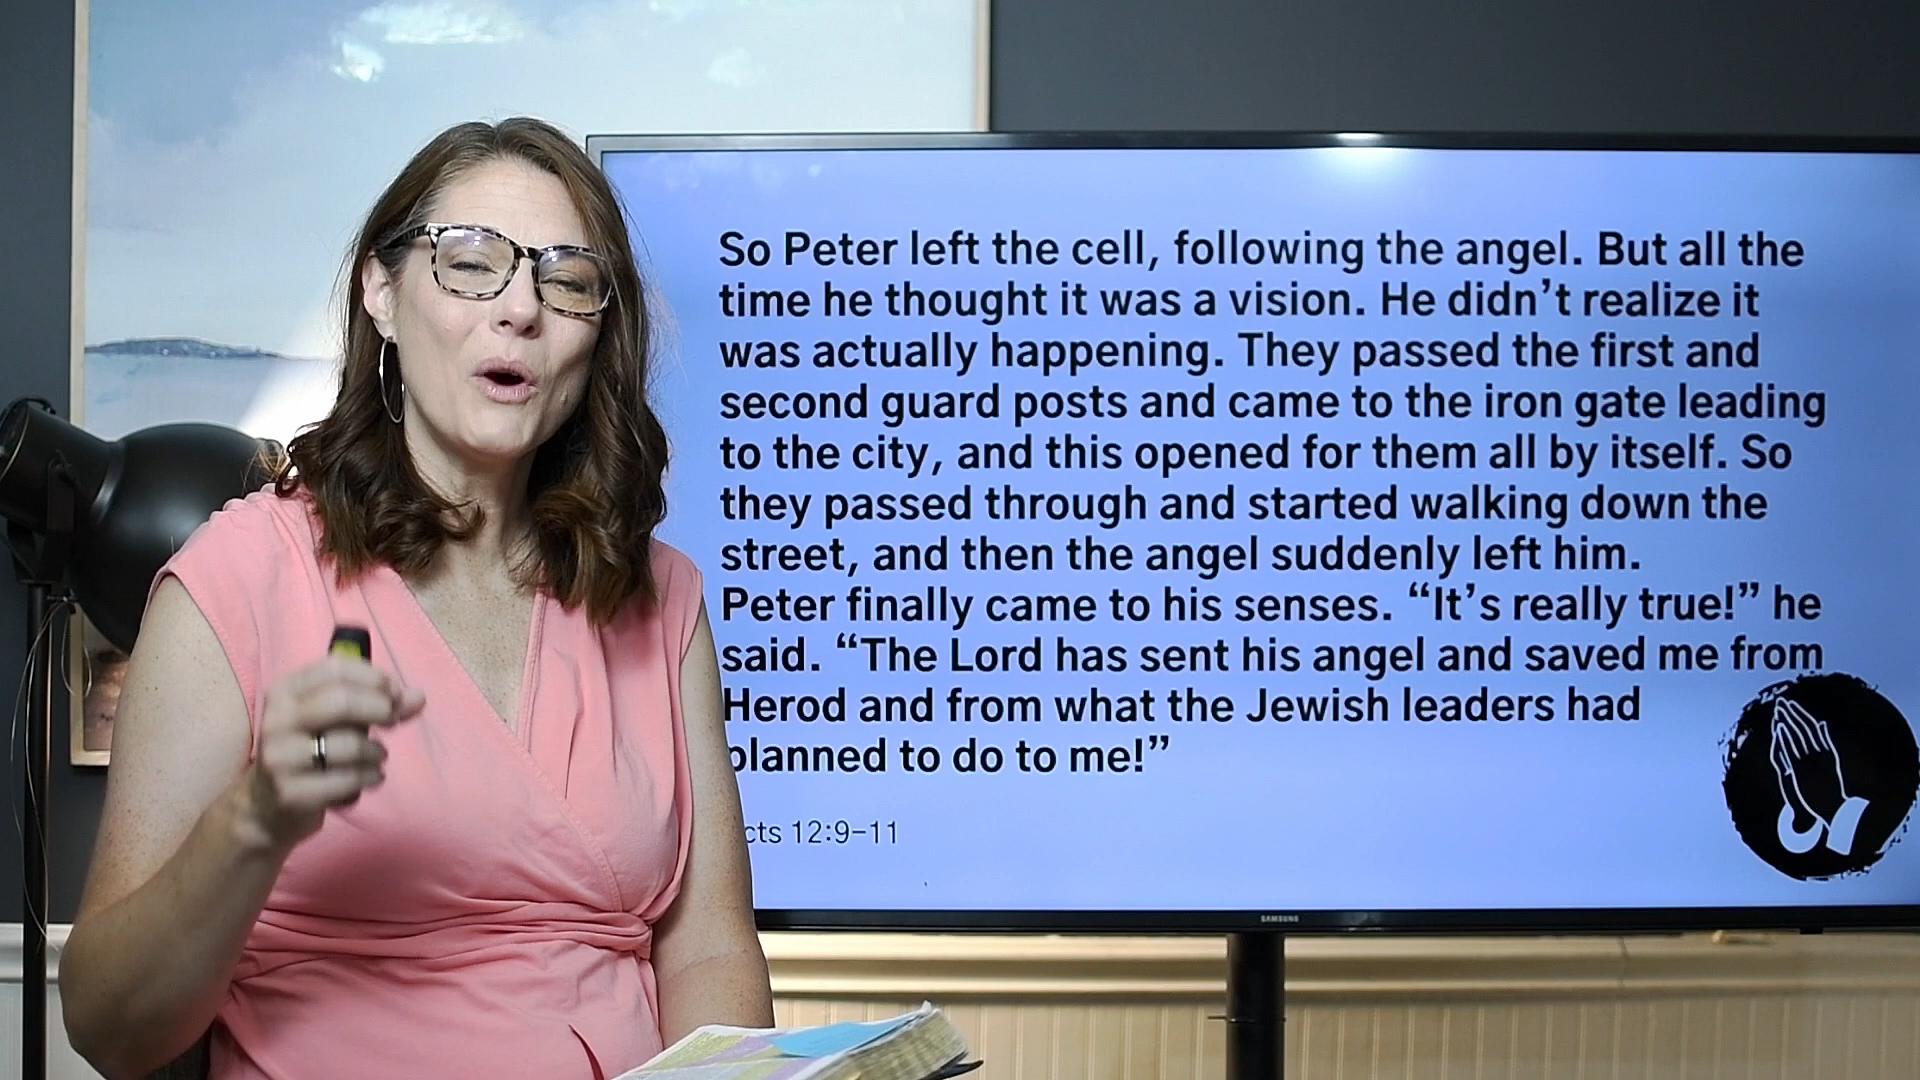 So Peter left the cell, following the angel. But all the
time he thought it was a vision. He didn’t realize it
was actually happening. They passed the first and
second guard posts and came to the iron gate leading
to the city, and this opened for them all by itself. So
they passed through and started walking down the
street, and then the angel suddenly left him.
Peter finally came to his senses. “It’s really true!” he
said. “The Lord has sent his angel and saved me from
Herod and from what the Jewish leaders had
planned to do to me!”
cts 12:9–11
SAMSUNG